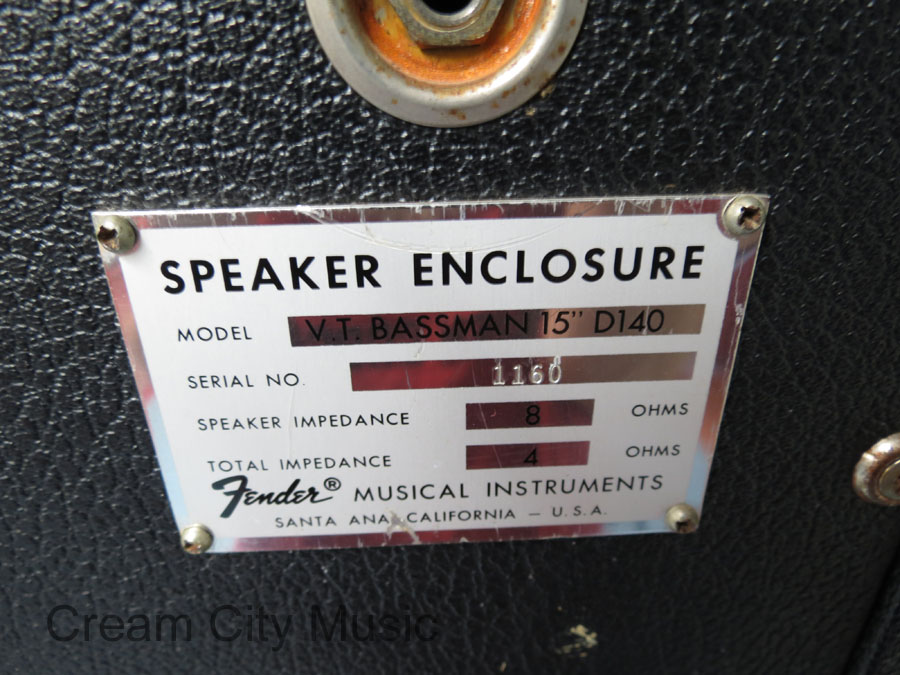 SPEAKER ENCLOSURE
MODEL V.T. BASSMAN 15" D140
SERIAL NO. 1160
SPEAKER IMPEDANCE 8 OHMS
TOTAL IMPEDANCE 4 OHMS
Fender® MUSICAL INSTRUMENTS
SANTA ANA, CALIFORNIA — U.S.A.
Cream City Music